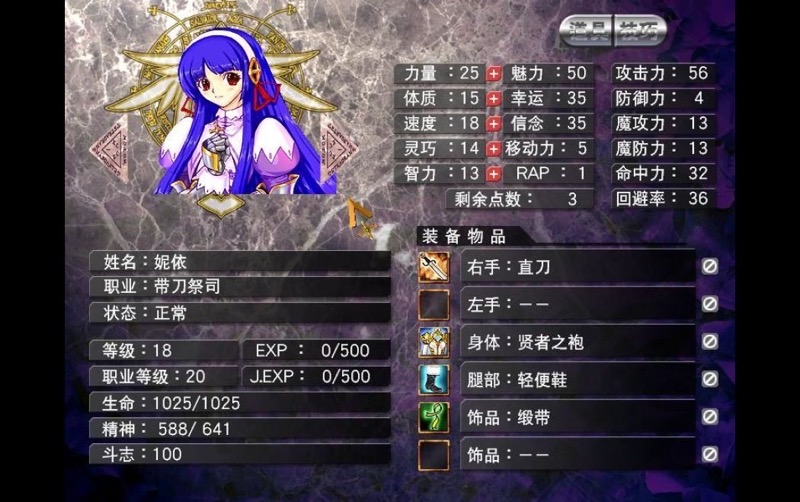 道具 技巧
力量：25 魅力：50 攻击力：56
体质：15 幸运：35 防御力：4
速度：18 信念：35 魔攻力：13
灵巧：14 移动力：5 魔防力：13
智力：13 RAP：1 命中力：32
剩余点数：3 回避率：36
装备物品
姓名：妮依
职业：带刀祭司
状态：正常
等级：18 EXP：0/500
职业等级：20 J.EXP：0/500
生命：1025/1025
精神：588/641
斗志：100
右手：直刀
左手：－－
身体：贤者之袍
腿部：轻便鞋
饰品：缎带
饰品：－－